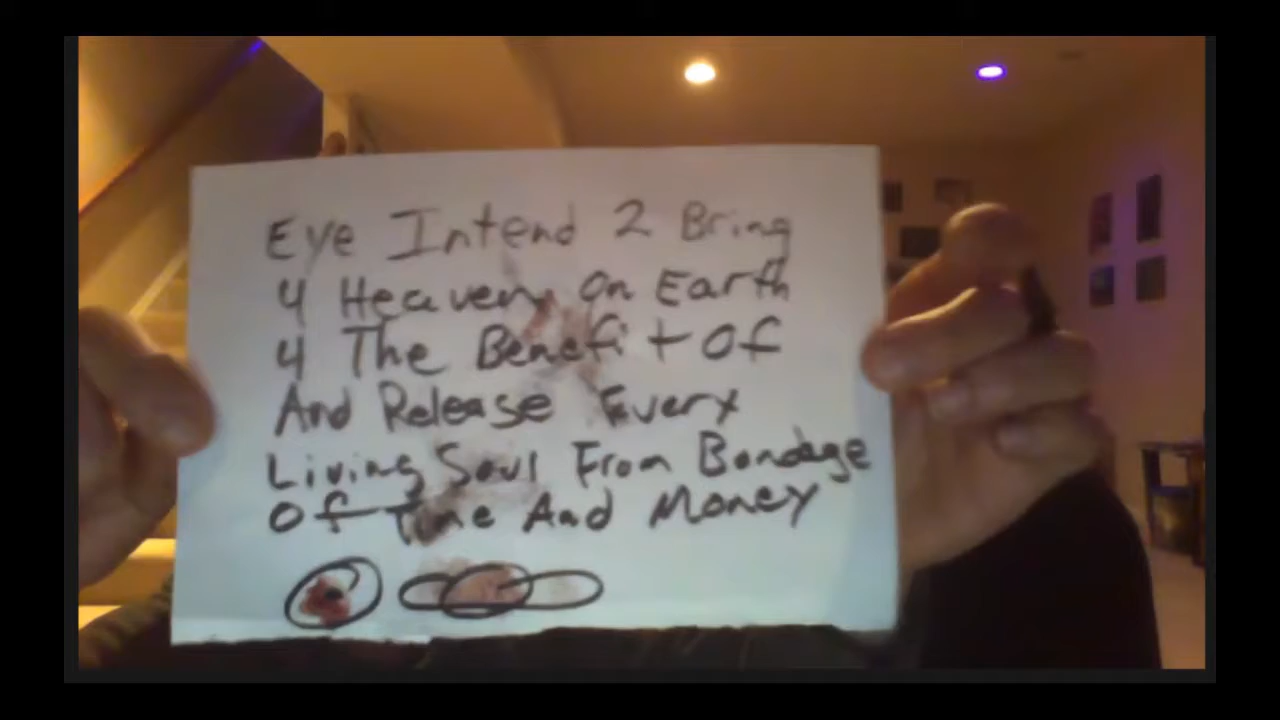 Eye Intend 2 Bring
4 Heaven On Earth
4 The Benefit Of
And Release Every
Living Soul From Bondage
Of Time And Money